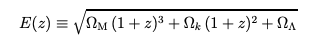 E(z) ≡ √(Ω_M (1 + z)³ + Ω_k (1 + z)² + Ω_Λ)